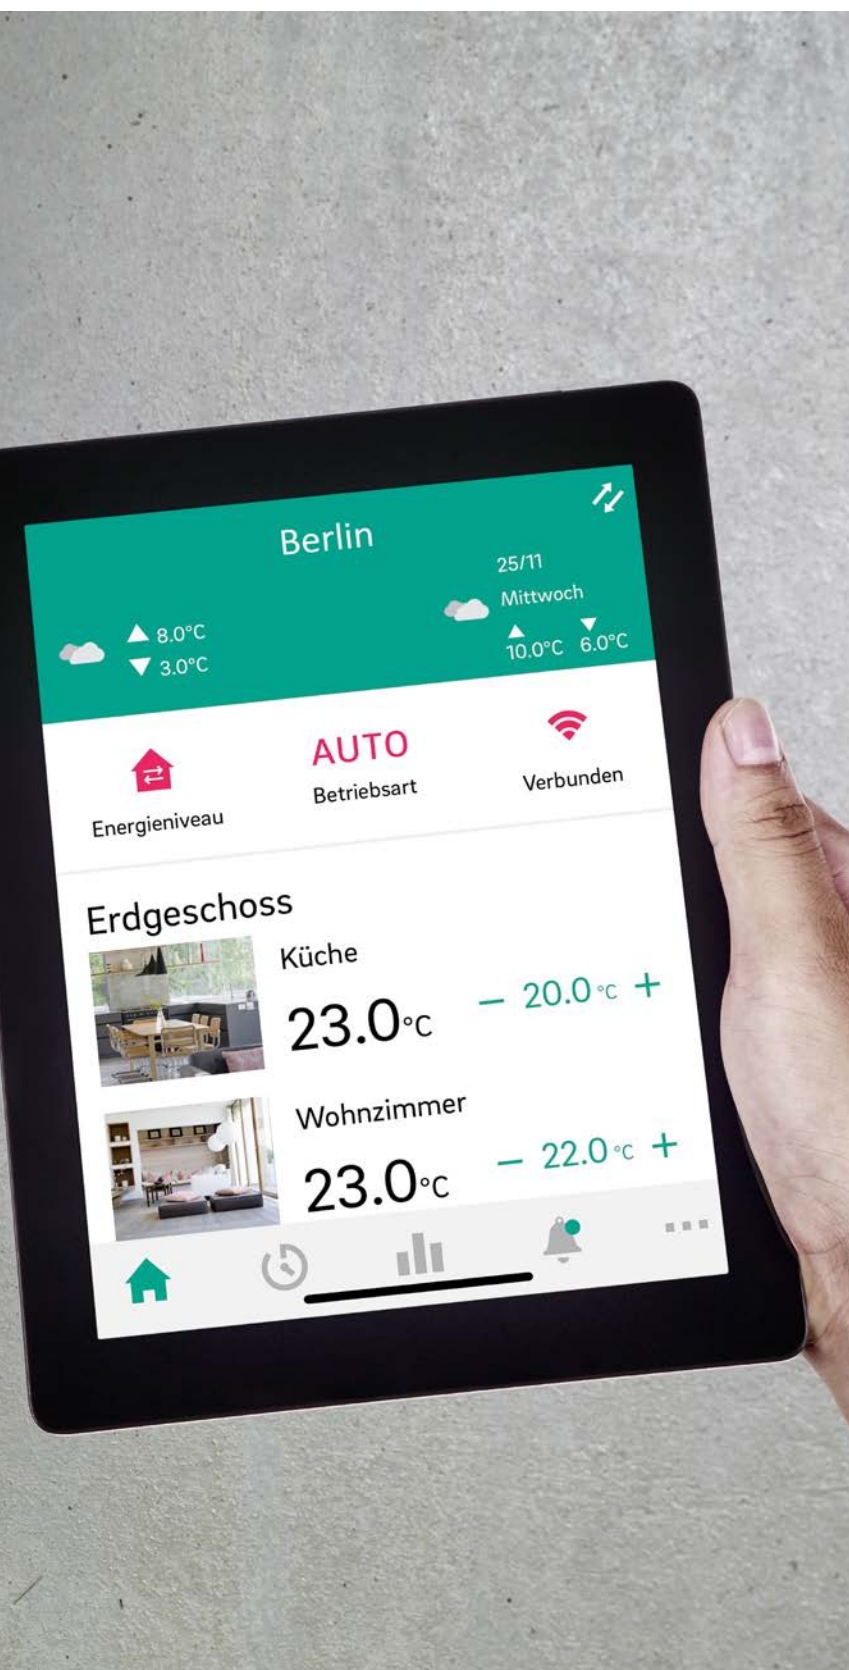 Berlin
25/11
Mittwoch
8.0°C
3.0°C
10.0°C 6.0°C
AUTO
Energieniveau
Betriebsart
Verbunden
Erdgeschoss
Küche
23.0°C
− 20.0°C +
Wohnzimmer
23.0°C
− 22.0°C +